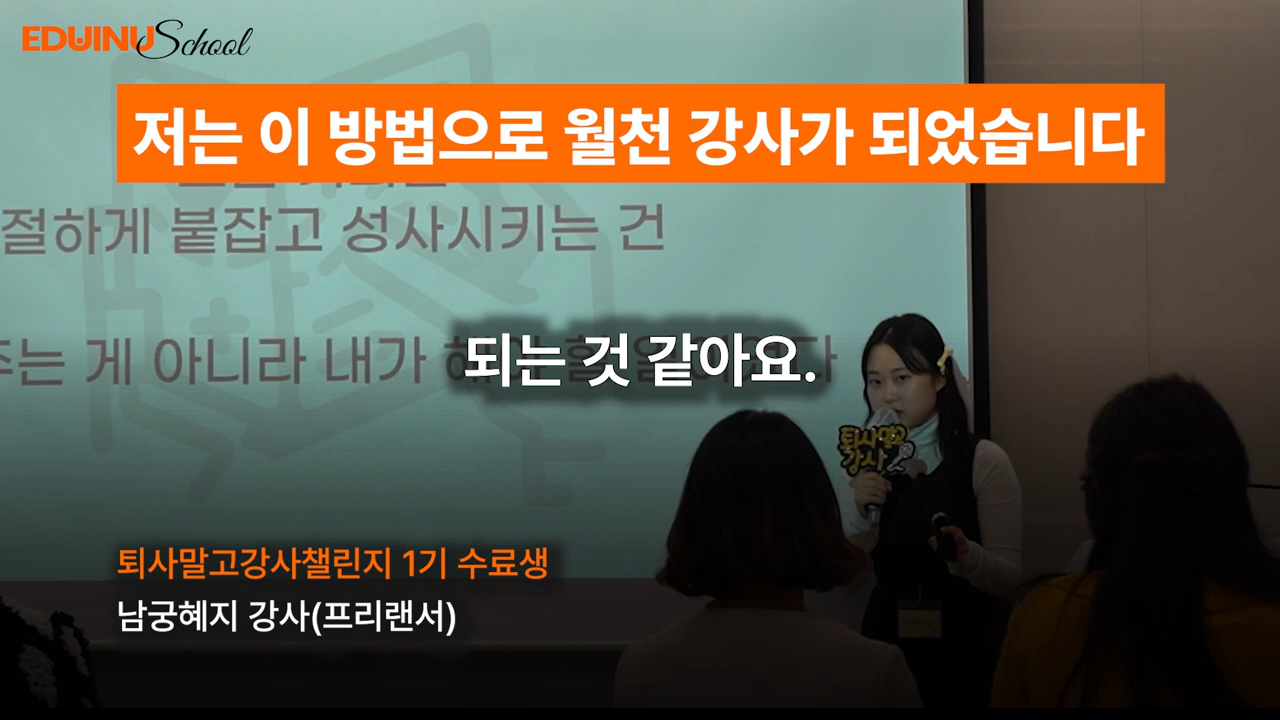 EDUINU School
저는 이 방법으로 월천 강사가 되었습니다
절하게 붙잡고 성사시키는 건
되는 것 같아요.
주는 게 아니라 내가
퇴사말고
강사
퇴사말고강사챌린지 1기 수료생
남궁혜지 강사(프리랜서)